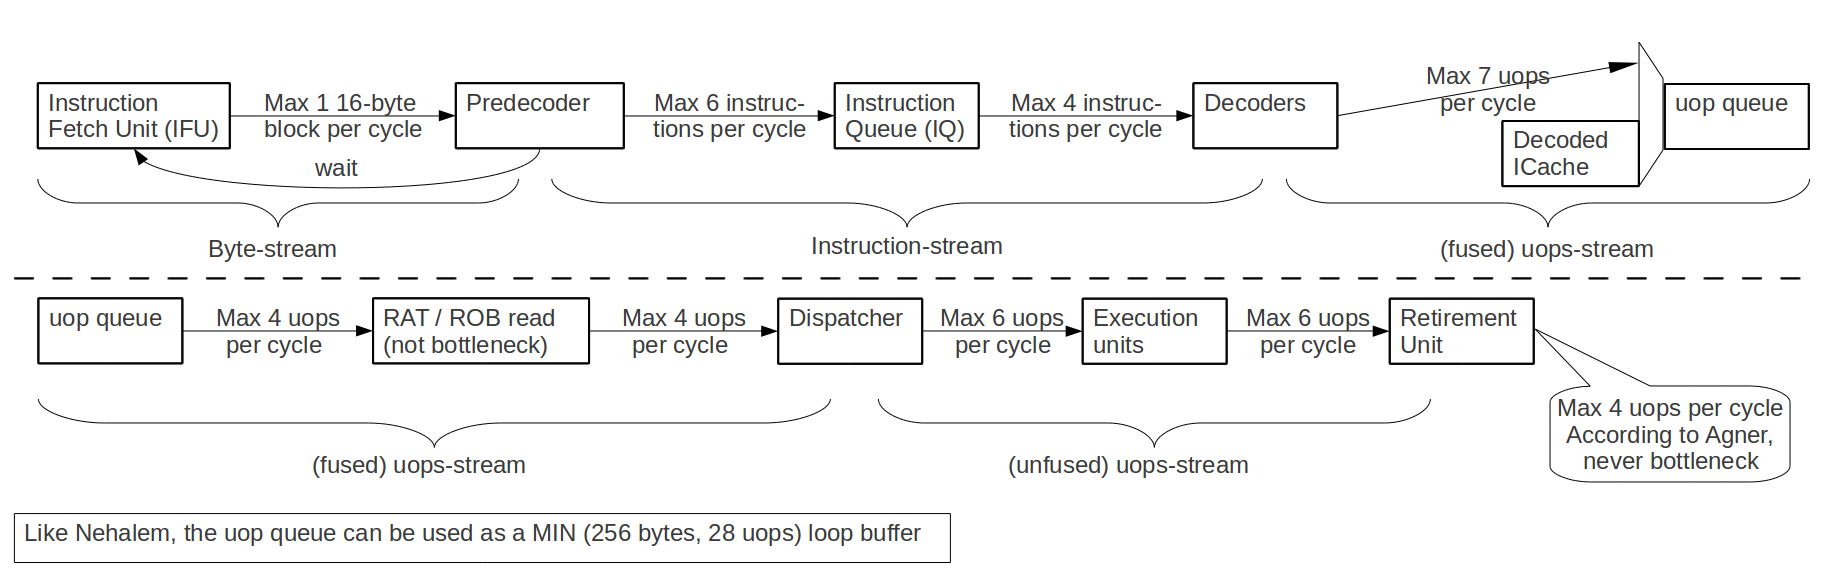 Instruction
Fetch Unit (IFU)
Max 1 16-byte
block per cycle
Predecoder
Max 6 instruc-
tions per cycle
Instruction
Queue (IQ)
Max 4 instruc-
tions per cycle
Decoders
Max 7 uops
per cycle
Decoded
ICache
uop queue
wait
Byte-stream
Instruction-stream
(fused) uops-stream
uop queue
Max 4 uops
per cycle
RAT / ROB read
(not bottleneck)
Max 4 uops
per cycle
Dispatcher
Max 6 uops
per cycle
Execution
units
Max 6 uops
per cycle
Retirement
Unit
Max 4 uops per cycle
According to Agner,
never bottleneck
(fused) uops-stream
(unfused) uops-stream
Like Nehalem, the uop queue can be used as a MIN (256 bytes, 28 uops) loop buffer